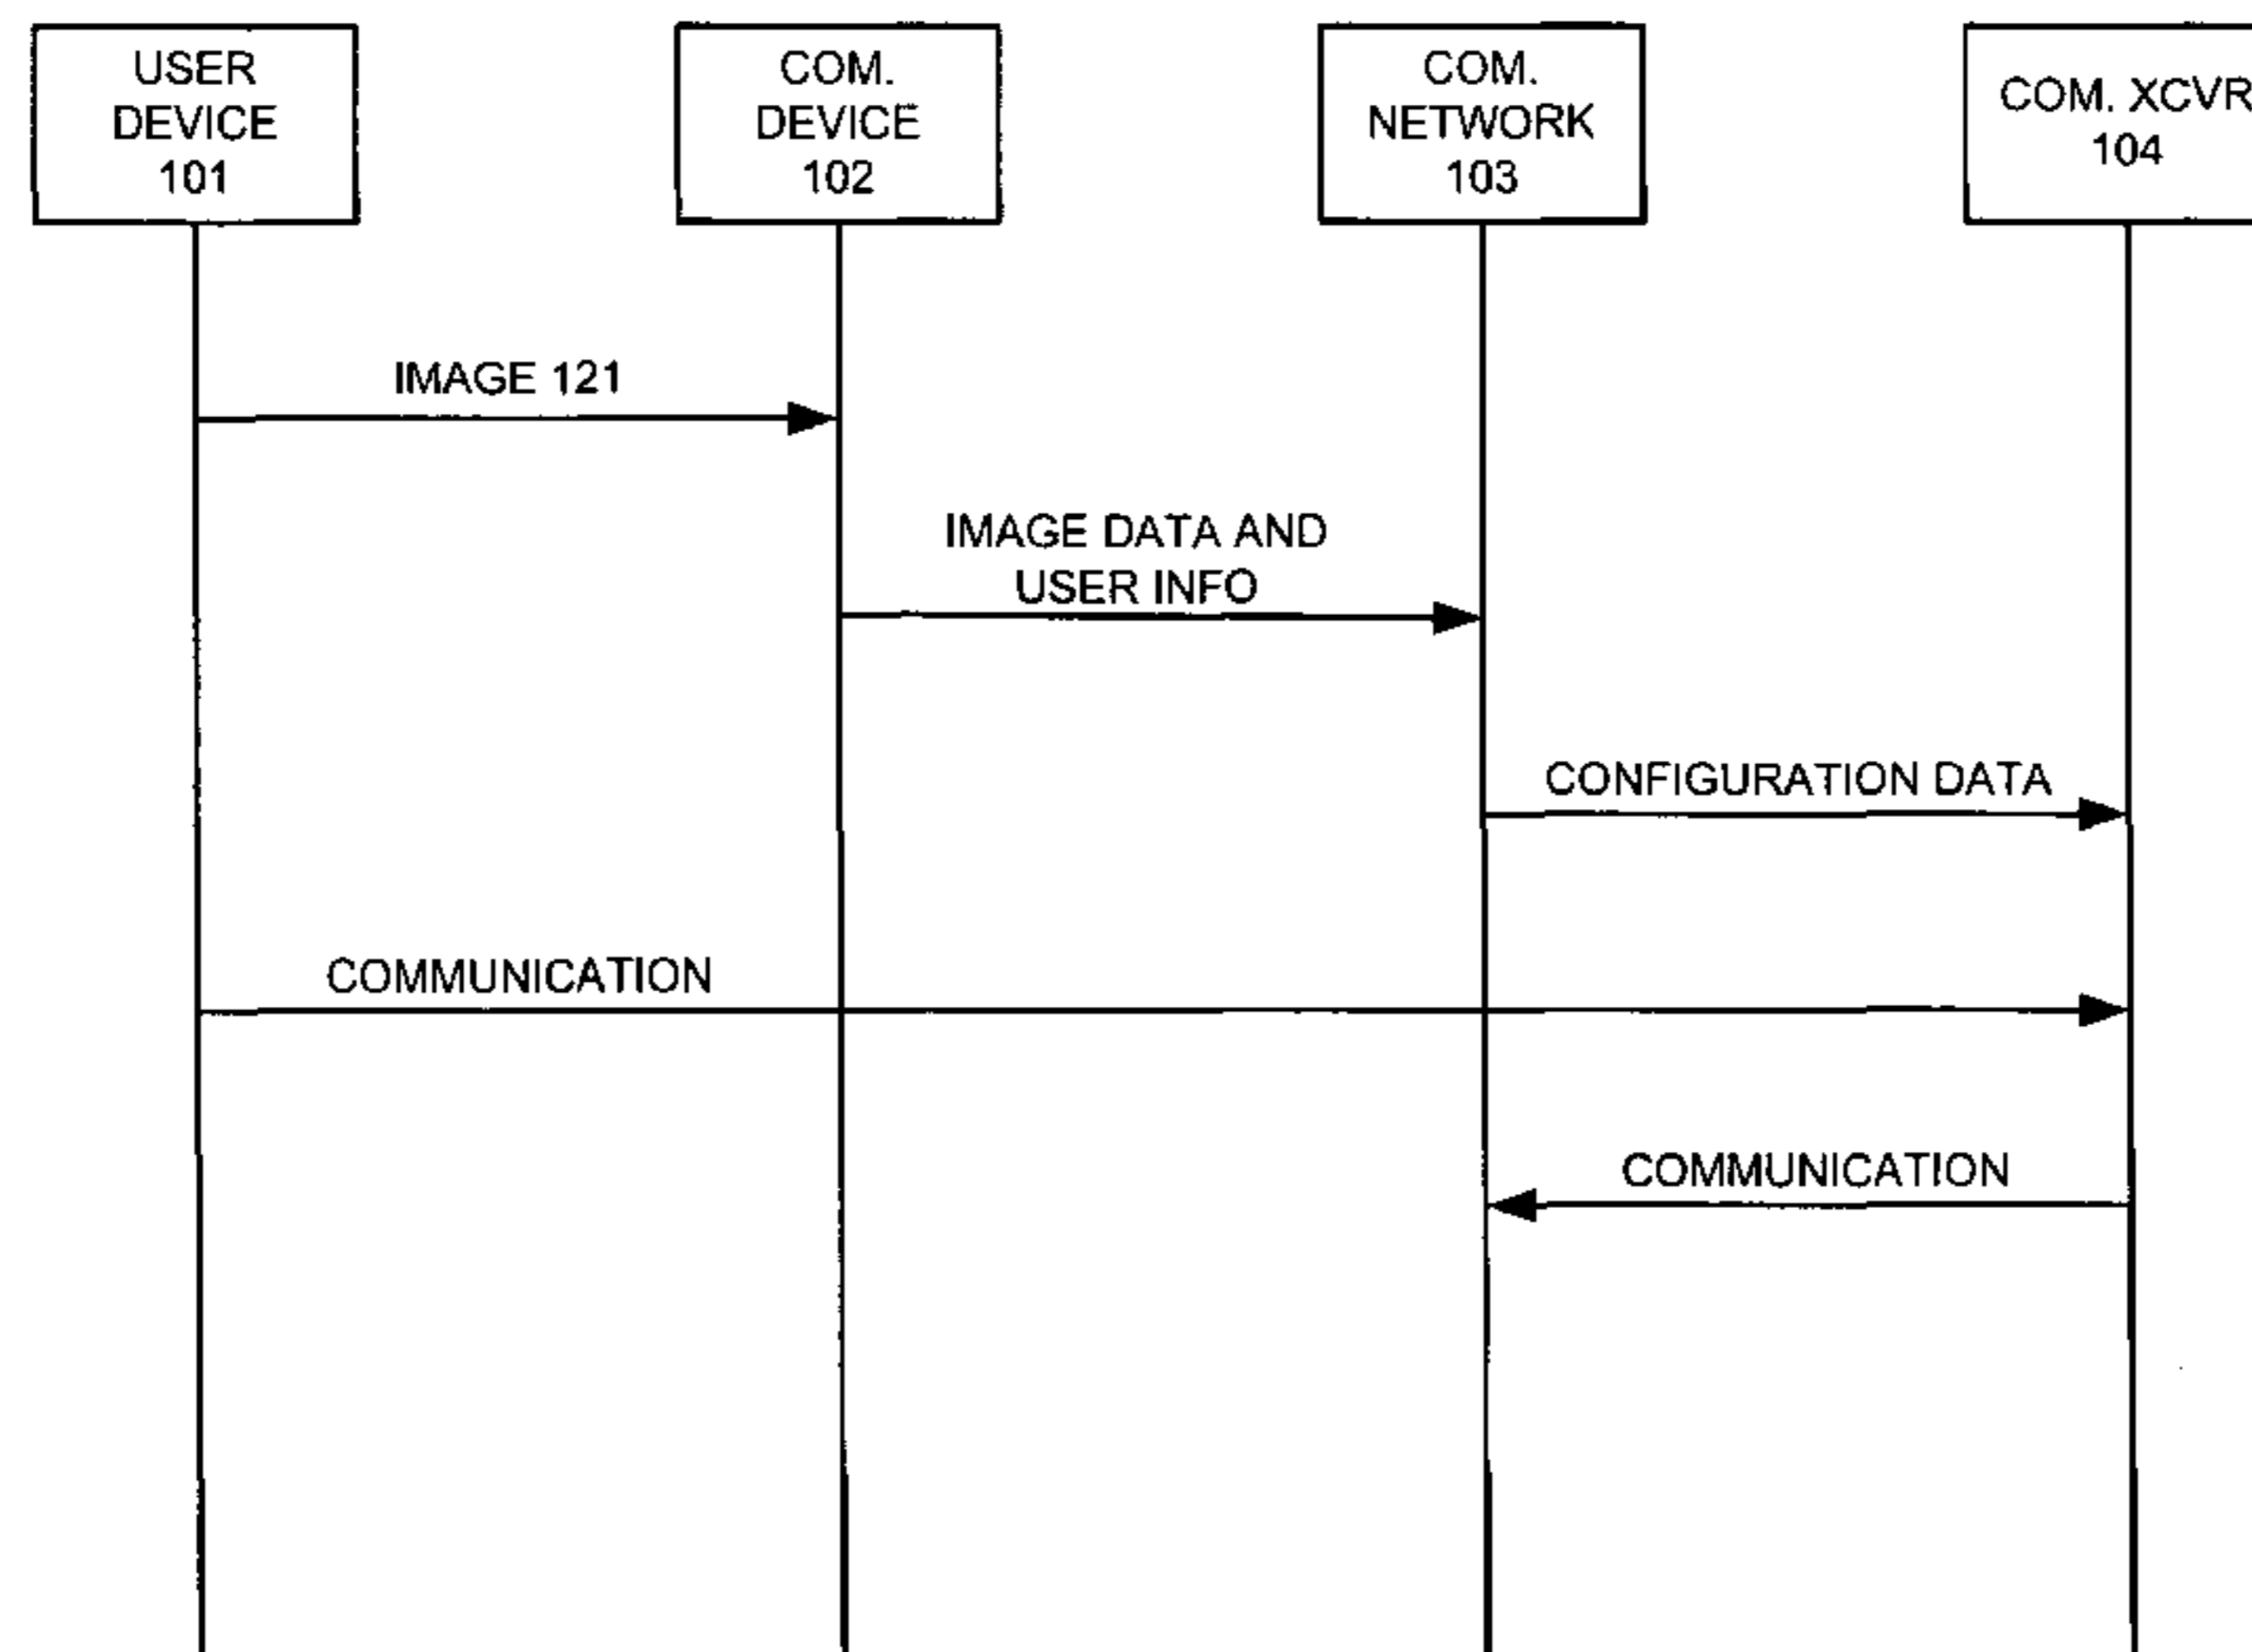 USER
DEVICE
101
COM.
DEVICE
102
COM.
NETWORK
103
COM. XCVR
104
IMAGE 121
IMAGE DATA AND
USER INFO
CONFIGURATION DATA
COMMUNICATION
COMMUNICATION